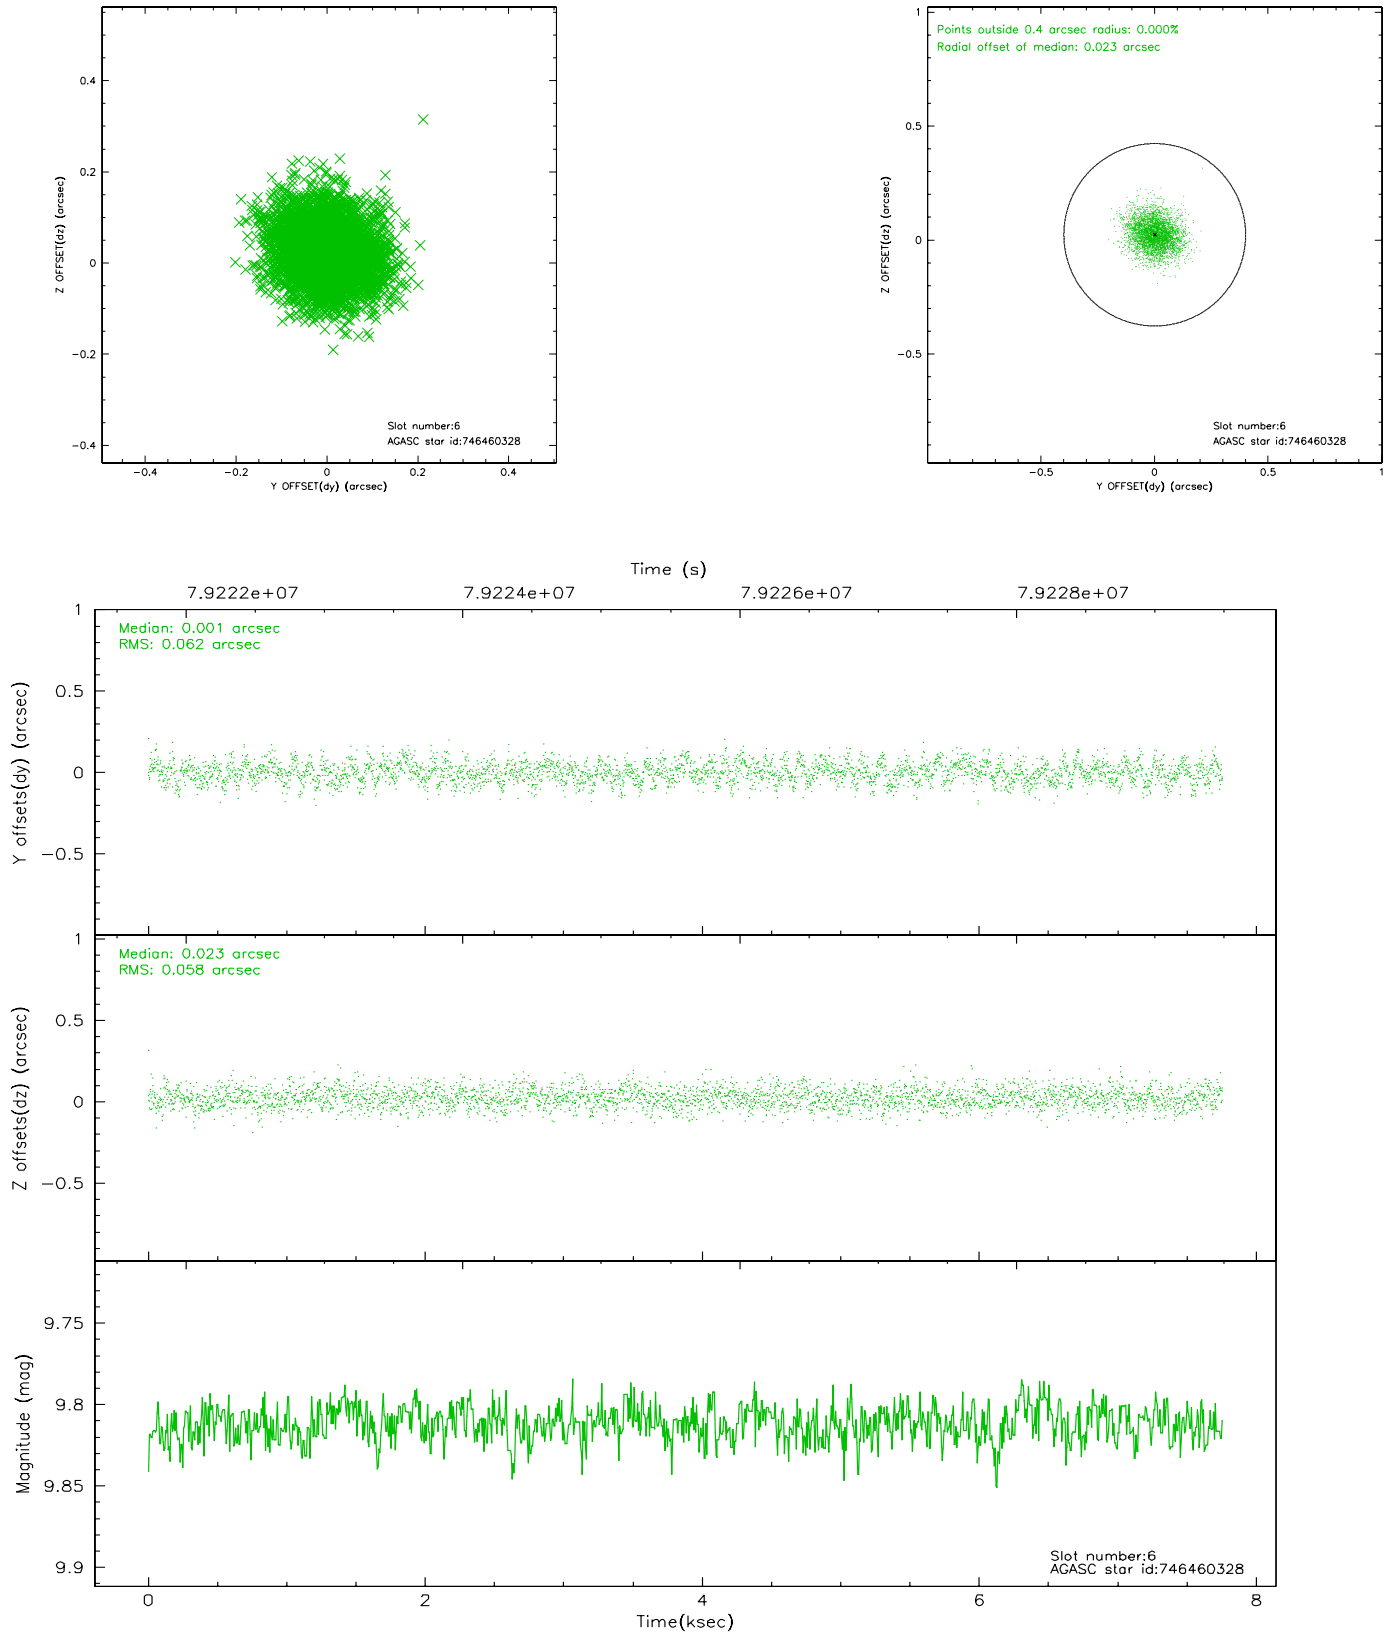 0.4
0.2
0
−0.2
−0.4
Z OFFSET(dz) (arcsec)
Slot number:6
AGASC star id:746460328
−0.4 −0.2 0 0.2 0.4
Y OFFSET(dy) (arcsec)
Points outside 0.4 arcsec radius: 0.000%
Radial offset of median: 0.023 arcsec
1
0.5
0
−0.5
Z OFFSET(dz) (arcsec)
Slot number:6
AGASC star id:746460328
−0.5 0 0.5 1
Y OFFSET(dy) (arcsec)
Time (s)
7.9222e+07 7.9224e+07 7.9226e+07 7.9228e+07
Median: 0.001 arcsec
RMS: 0.062 arcsec
1
0.5
0
−0.5
Y offsets(dy) (arcsec)
Median: 0.023 arcsec
RMS: 0.058 arcsec
1
0.5
0
−0.5
Z offsets(dz) (arcsec)
9.75
9.8
9.85
9.9
Magnitude (mag)
Slot number:6
AGASC star id:746460328
0 2 4 6 8
Time(ksec)